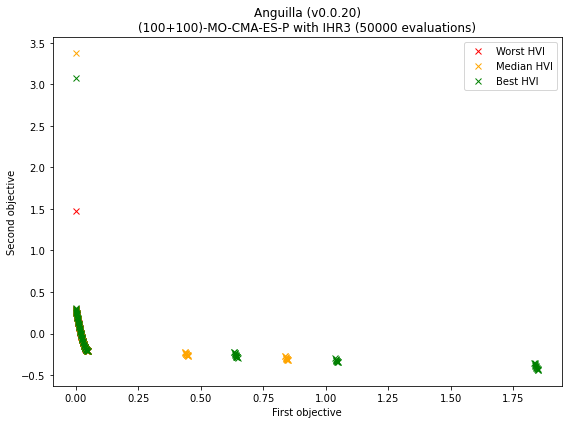 Anguilla (v0.0.20)
(100+100)-MO-CMA-ES-P with IHR3 (50000 evaluations)
Worst HVI
Median HVI
Best HVI
Second objective
3.5
3.0
2.5
2.0
1.5
1.0
0.5
0.0
−0.5
0.00
0.25
0.50
0.75
1.00
1.25
1.50
1.75
First objective